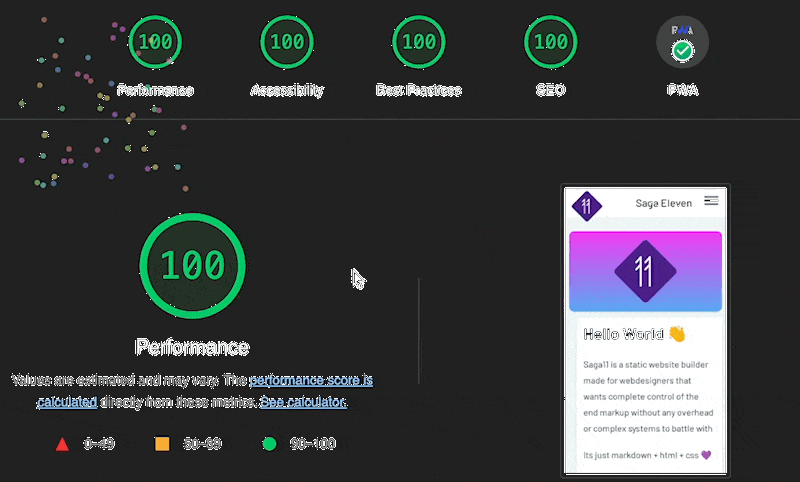 100 100 100 100 PWA
Performance Accessibility Best Practices SEO PWA
11 Saga Eleven
100
11
Performance
Hello World 👋
Values are estimated and may vary. The performance score is
calculated directly from these metrics. See calculator.
0–49 50–89 90–100
Saga11 is a static website builder
made for webdesigners that
wants complete control of the
end markup without any overhead
or complex systems to battle with
Its just markdown + html + css 💜